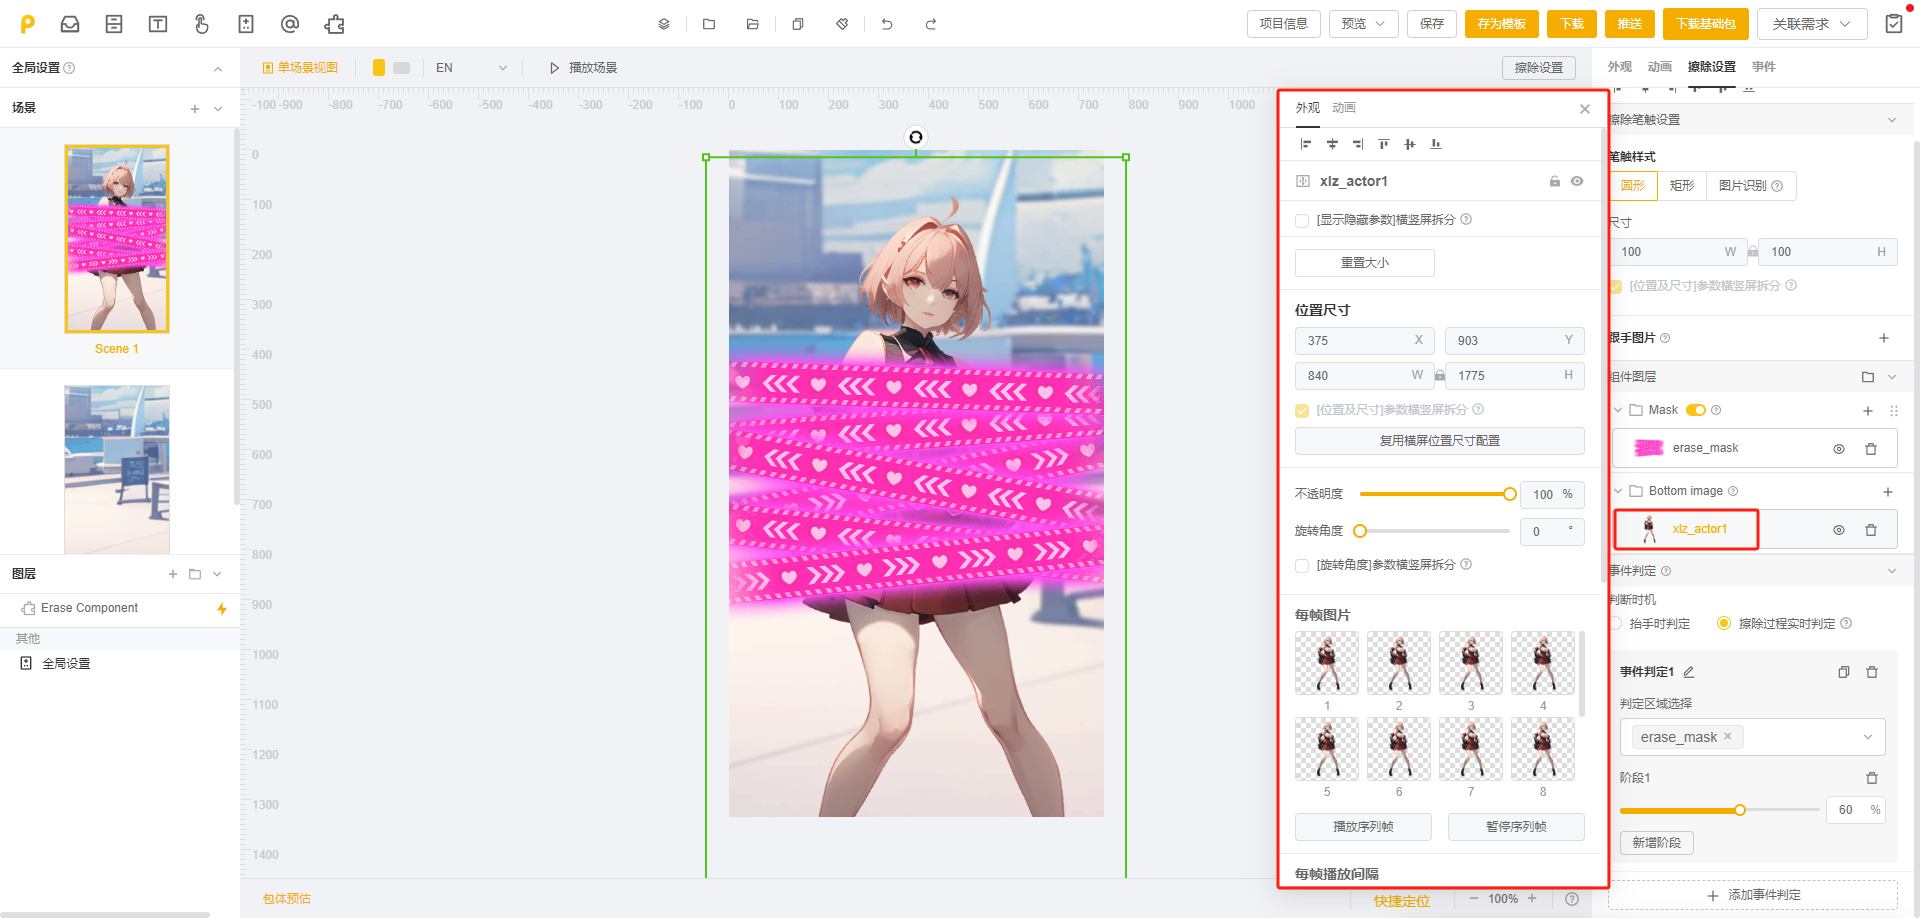 项目信息
预览
保存
存为模板
下载
推送
下载基础包
关联需求
全局设置
单场景视图
EN
播放场景
擦除设置
外观
动画
擦除设置
事件
场景
-100
-900
-800
-700
-600
-500
-400
-300
-200
-100
0
100
200
300
400
500
600
700
800
900
1000
0
100
200
300
400
500
600
700
800
900
1000
1100
1200
1300
1400
Scene 1
图层
Erase Component
其他
全局设置
包体预估
外观
动画
xlz_actor1
[显示隐藏参数]横竖屏拆分
重置大小
位置尺寸
375 X
903 Y
840 W
1775 H
[位置及尺寸]参数横竖屏拆分
复用横屏位置尺寸配置
不透明度
100 %
旋转角度
0 °
[旋转角度]参数横竖屏拆分
每帧图片
1
2
3
4
5
6
7
8
播放序列帧
暂停序列帧
每帧播放间隔
快捷定位
100%
擦除笔触设置
笔触样式
圆形
矩形
图片识别
尺寸
100 W
100 H
[位置及尺寸]参数横竖屏拆分
跟手图片
组件图层
Mask
erase_mask
Bottom image
xlz_actor1
事件判定
判断时机
抬手时判定
擦除过程实时判定
事件判定1
判定区域选择
erase_mask
阶段1
60 %
新增阶段
添加事件判定